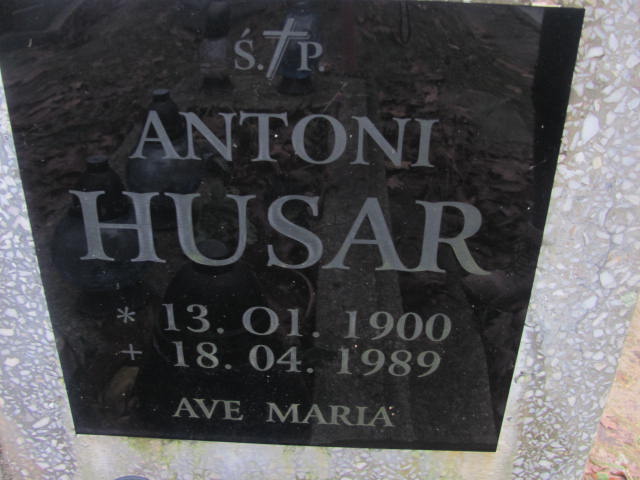 Ś.†P.
ANTONI
HUSAR
* 13. 01. 1900
+ 18. 04. 1989
AVE MARIA